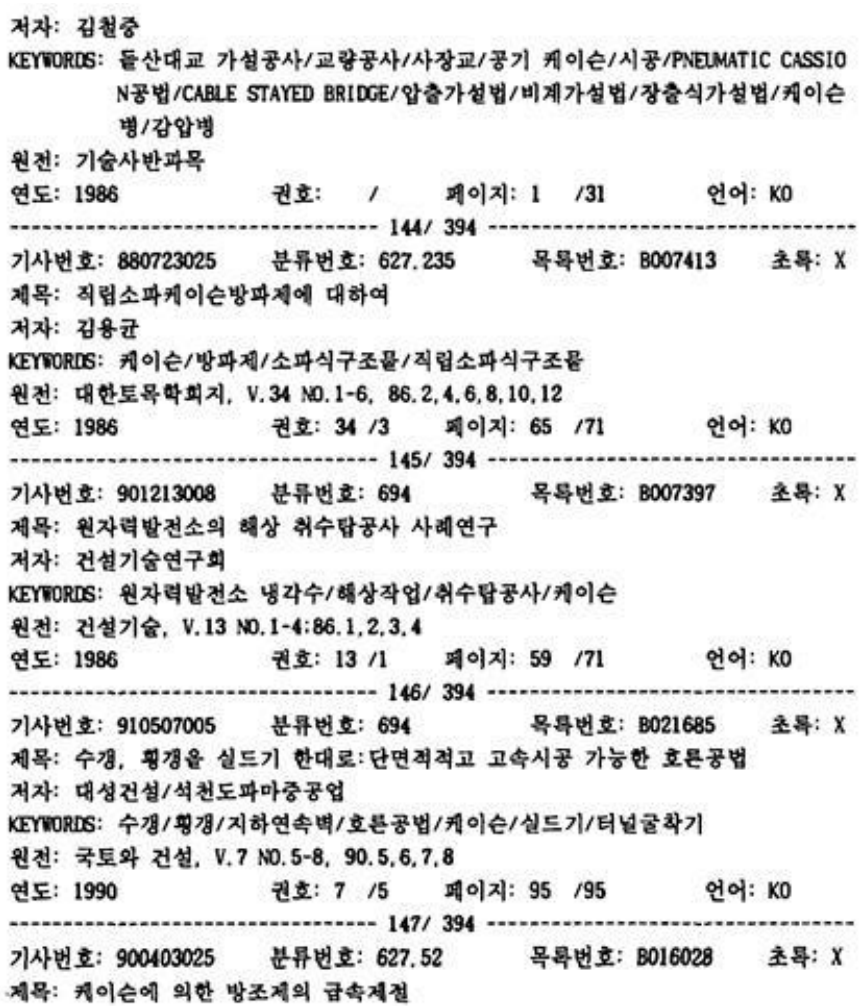 저자: 김철중
KEYWORDS: 돌산대교 가설공사/교량공사/사장교/공기 케이슨/시공/PNEUMATIC CASSIO
N공법/CABLE STAYED BRIDGE/압출가설법/비계가설법/장출식가설법/케이슨
병/감압병
원전: 기술사반과목
연도: 1986 권호: / 페이지: 1 /31 언어: KO
---------------------------------- 144/ 394 ----------------------------------
기사번호: 880723025 분류번호: 627.235 목록번호: B007413 초록: X
제목: 직립소파케이슨방파제에 대하여
저자: 김용균
KEYWORDS: 케이슨/방파제/소파식구조물/직립소파식구조물
원전: 대한토목학회지, V.34 NO.1-6, 86.2,4,6,8,10,12
연도: 1986 권호: 34 /3 페이지: 65 /71 언어: KO
---------------------------------- 145/ 394 ----------------------------------
기사번호: 901213008 분류번호: 694 목록번호: B007397 초록: X
제목: 원자력발전소의 해상 취수탑공사 사례연구
저자: 건설기술연구회
KEYWORDS: 원자력발전소 냉각수/해상작업/취수탑공사/케이슨
원전: 건설기술, V.13 NO.1-4:86.1,2,3,4
연도: 1986 권호: 13 /1 페이지: 59 /71 언어: KO
---------------------------------- 146/ 394 ----------------------------------
기사번호: 910507005 분류번호: 694 목록번호: B021685 초록: X
제목: 수갱, 횡갱을 실드기 한대로:단면적적고 고속시공 가능한 호른공법
저자: 대성건설/석천도파마중공업
KEYWORDS: 수갱/횡갱/지하연속벽/호른공법/케이슨/실드기/터널굴착기
원전: 국토와 건설, V.7 NO.5-8, 90.5,6,7,8
연도: 1990 권호: 7 /5 페이지: 95 /95 언어: KO
---------------------------------- 147/ 394 ----------------------------------
기사번호: 900403025 분류번호: 627.52 목록번호: B016028 초록: X
제목: 케이슨에 의한 방조제의 급속제절